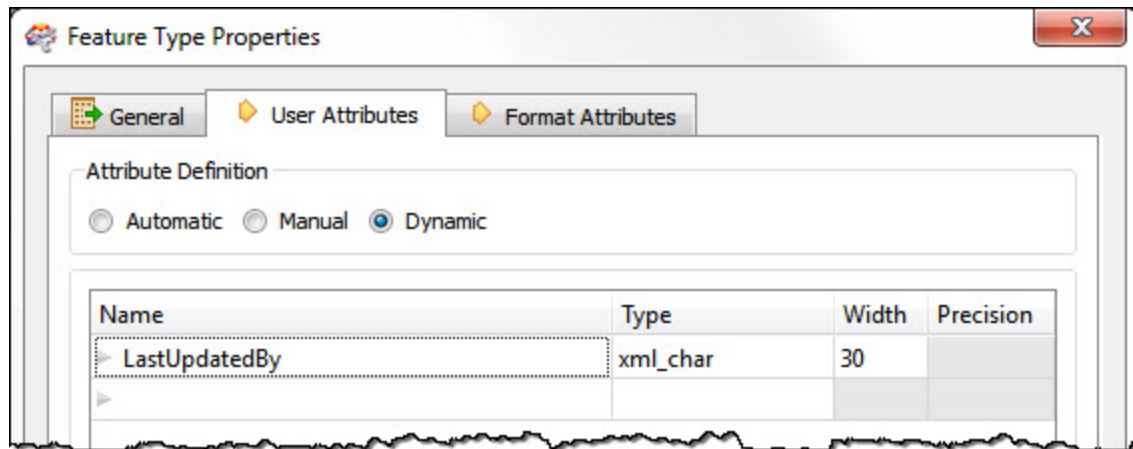 Feature Type Properties
General User Attributes Format Attributes
Attribute Definition
Automatic Manual Dynamic
Name Type Width Precision
LastUpdatedBy xml_char 30